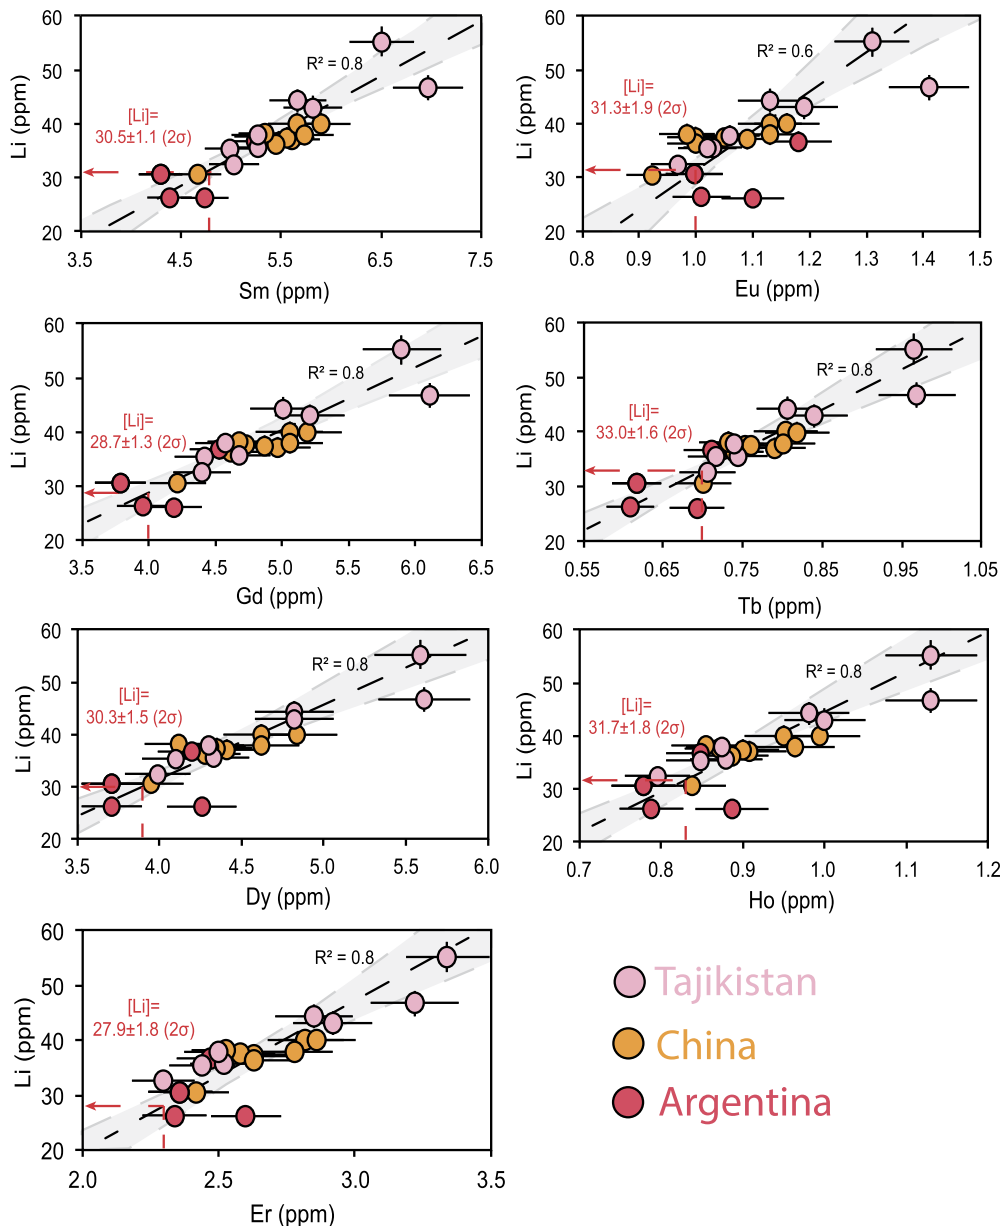 60
50
40
30
20
Li (ppm)
R² = 0.8
[Li]=
30.5±1.1 (2σ)
3.5 4.5 5.5 6.5 7.5
Sm (ppm)
60
50
40
30
20
Li (ppm)
R² = 0.6
[Li]=
31.3±1.9 (2σ)
0.8 0.9 1.0 1.1 1.2 1.3 1.4 1.5
Eu (ppm)
60
50
40
30
20
Li (ppm)
R² = 0.8
[Li]=
28.7±1.3 (2σ)
3.5 4.0 4.5 5.0 5.5 6.0 6.5
Gd (ppm)
60
50
40
30
20
Li (ppm)
R² = 0.8
[Li]=
33.0±1.6 (2σ)
0.55 0.65 0.75 0.85 0.95 1.05
Tb (ppm)
60
50
40
30
20
Li (ppm)
R² = 0.8
[Li]=
30.3±1.5 (2σ)
3.5 4.0 4.5 5.0 5.5 6.0
Dy (ppm)
60
50
40
30
20
Li (ppm)
R² = 0.8
[Li]=
31.7±1.8 (2σ)
0.7 0.8 0.9 1.0 1.1 1.2
Ho (ppm)
60
50
40
30
20
Li (ppm)
R² = 0.8
[Li]=
27.9±1.8 (2σ)
2.0 2.5 3.0 3.5
Er (ppm)
Tajikistan
China
Argentina